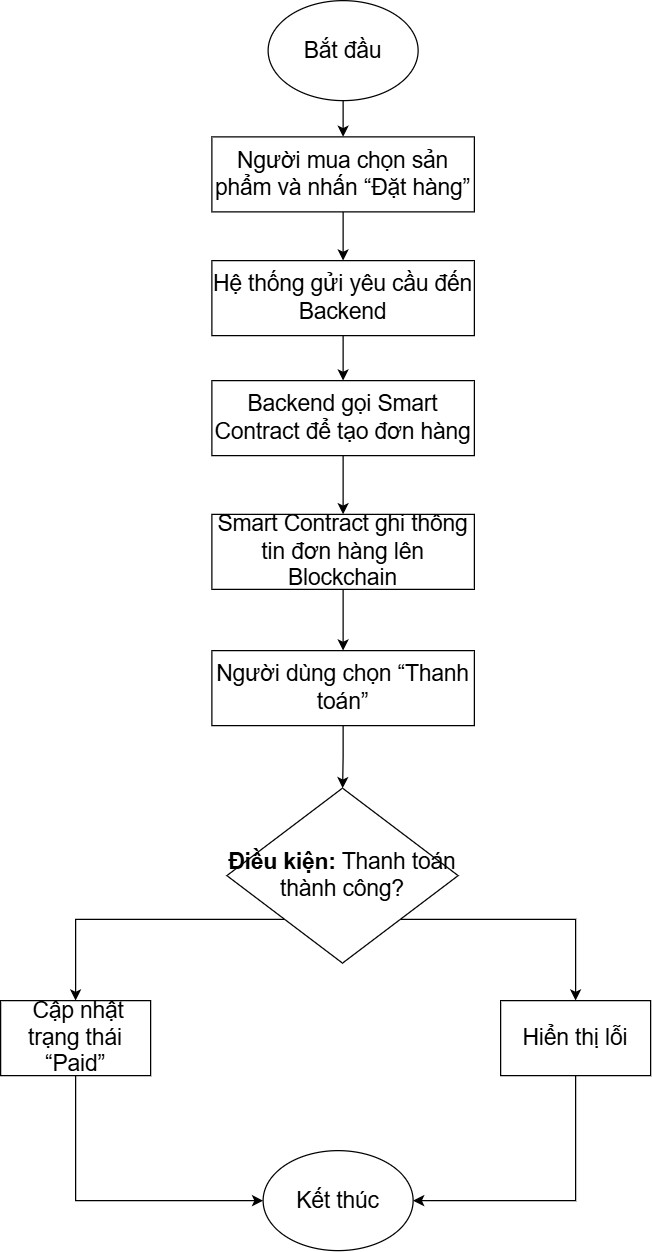 Bắt đầu
Người mua chọn sản
phẩm và nhấn “Đặt hàng”
Hệ thống gửi yêu cầu đến
Backend
Backend gọi Smart
Contract để tạo đơn hàng
Smart Contract ghi thông
tin đơn hàng lên
Blockchain
Người dùng chọn “Thanh
toán”
Điều kiện: Thanh toán
thành công?
Cập nhật
trạng thái
“Paid”
Hiển thị lỗi
Kết thúc